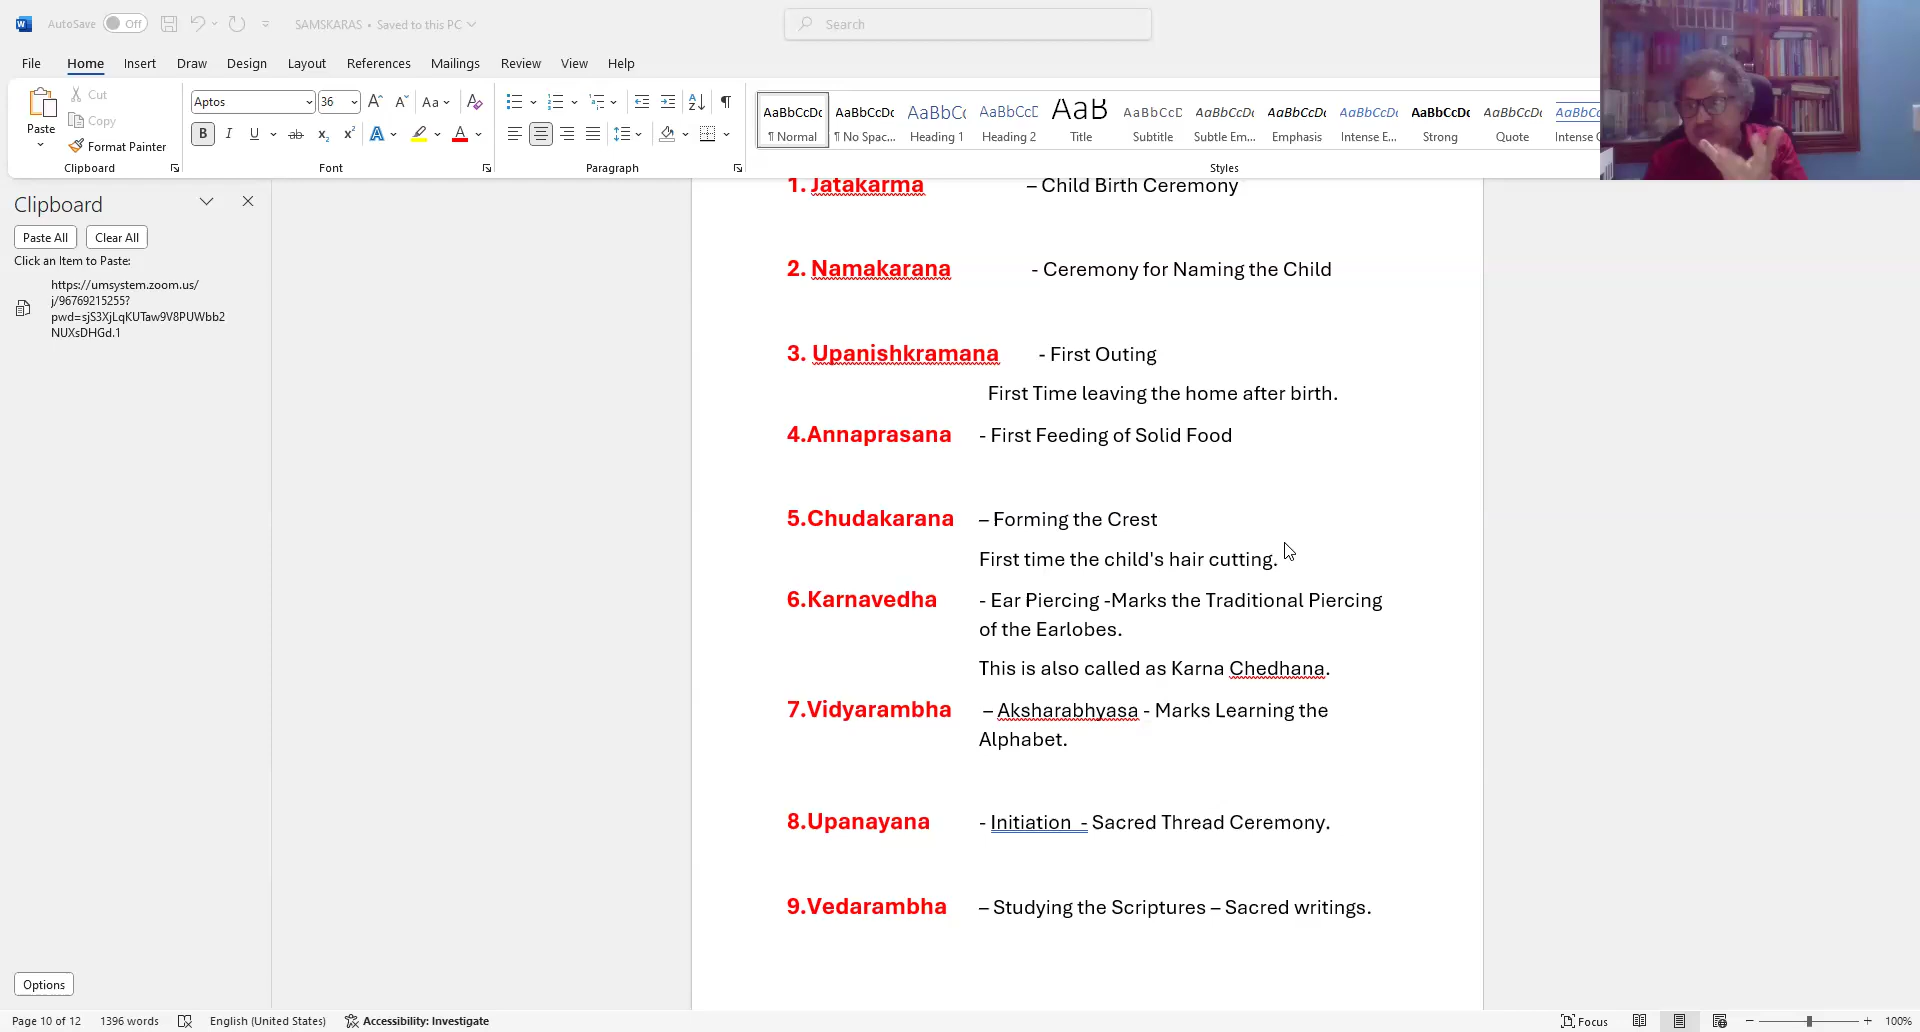 AutoSave Off SAMSKARAS • Saved to this PC Search
File Home Insert Draw Design Layout References Mailings Review View Help
Paste Cut Copy Format Painter Clipboard
Aptos 36 Aa Font
Paragraph
AaBbCcDc AaBbCcDc AaBbCc AaBbCcD AaB AaBbCcD AaBbCcDc AaBbCcDc AaBbCcDc AaBbCcDc AaBbCcDc AaBbCcDc
¶ Normal ¶ No Spac... Heading 1 Heading 2 Title Subtitle Subtle Em... Emphasis Intense E... Strong Quote Intense
Styles
Clipboard
Paste All Clear All
Click an Item to Paste:
https://umsystem.zoom.us/
j/96769215255?
pwd=sjS3XjLqKUTaw9V8PUWbb2
NUXsDHGd.1
Options
1. Jatakarma – Child Birth Ceremony
2. Namakarana - Ceremony for Naming the Child
3. Upanishkramana - First Outing
First Time leaving the home after birth.
4.Annaprasana - First Feeding of Solid Food
5.Chudakarana – Forming the Crest
First time the child's hair cutting.
6.Karnavedha - Ear Piercing -Marks the Traditional Piercing
of the Earlobes.
This is also called as Karna Chedhana.
7.Vidyarambha – Aksharabhyasa - Marks Learning the
Alphabet.
8.Upanayana - Initiation - Sacred Thread Ceremony.
9.Vedarambha – Studying the Scriptures – Sacred writings.
Page 10 of 12 1396 words English (United States) Accessibility: Investigate Focus 100%